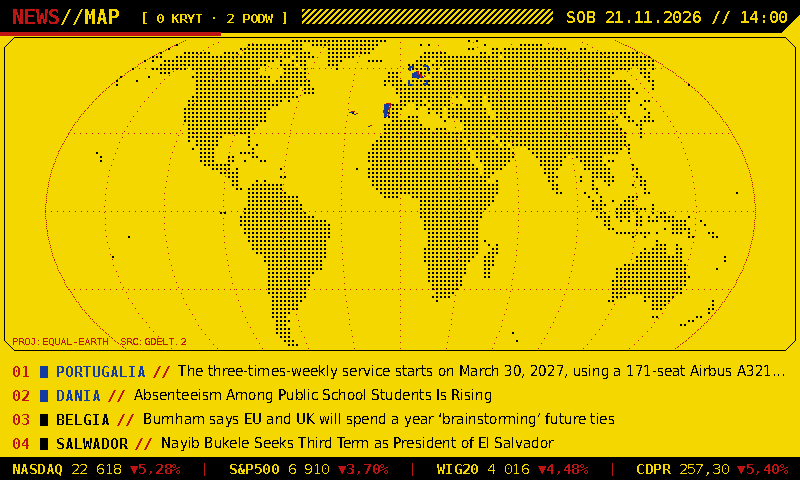 NEWS//MAP [ 0 KRYT · 2 PODW ] SOB 21.11.2026 // 14:00
PROJ: EQUAL-EARTH SRC: GDELT.2
01 PORTUGALIA // The three-times-weekly service starts on March 30, 2027, using a 171-seat Airbus A321...
02 DANIA // Absenteeism Among Public School Students Is Rising
03 BELGIA // Burnham says EU and UK will spend a year ‘brainstorming’ future ties
04 SALWADOR // Nayib Bukele Seeks Third Term as President of El Salvador
NASDAQ 22 618 ▼5,28% | S&P500 6 910 ▼3,70% | WIG20 4 016 ▼4,48% | CDPR 257,30 ▼5,40%